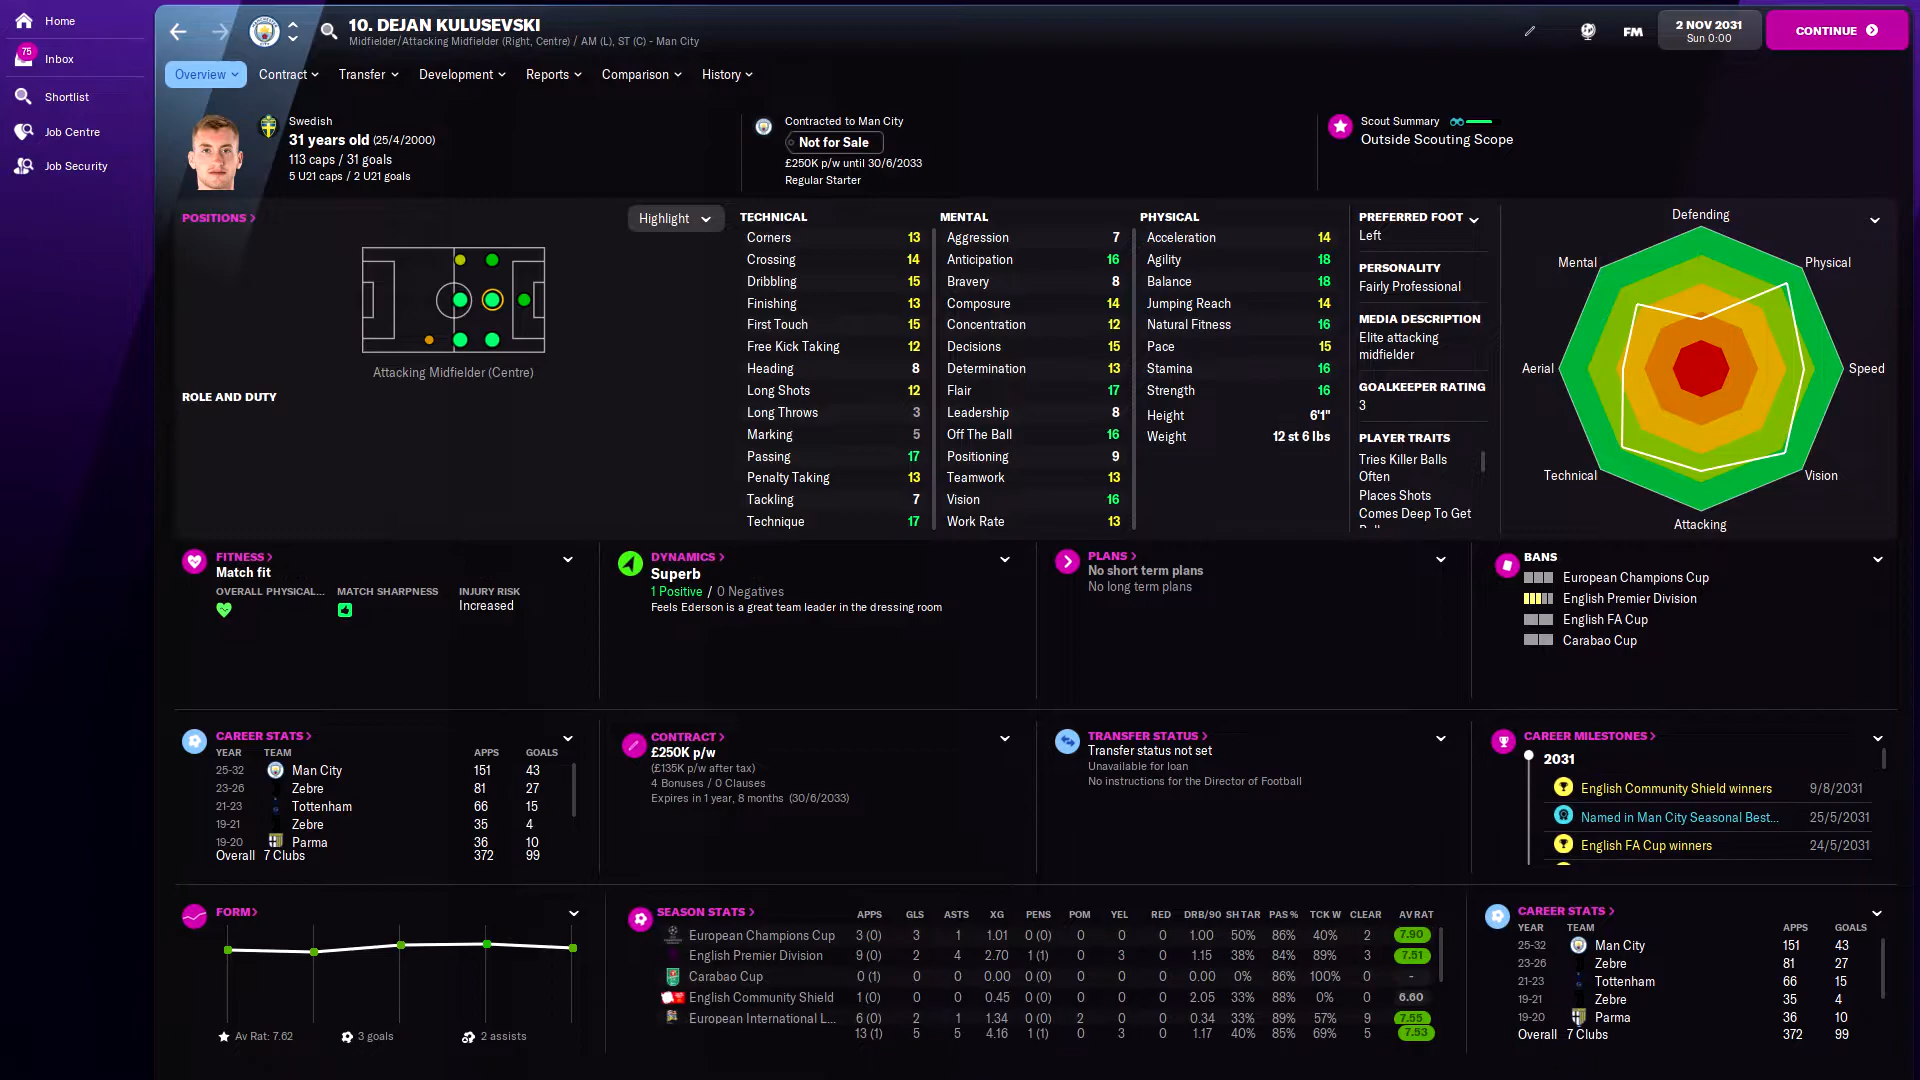 Home
75
Inbox
Shortlist
Job Centre
Job Security
10. DEJAN KULUSEVSKI
Midfielder/Attacking Midfielder (Right, Centre) / AM (L), ST (C) - Man City
FM
2 NOV 2031
Sun 0:00
CONTINUE
Overview
Contract
Transfer
Development
Reports
Comparison
History
Swedish
31 years old (25/4/2000)
113 caps / 31 goals
5 U21 caps / 2 U21 goals
Contracted to Man City
Not for Sale
£250K p/w until 30/6/2033
Regular Starter
Scout Summary
Outside Scouting Scope
POSITIONS
Highlight
Attacking Midfielder (Centre)
ROLE AND DUTY
TECHNICAL
Corners 13
Crossing 14
Dribbling 15
Finishing 13
First Touch 15
Free Kick Taking 12
Heading 8
Long Shots 12
Long Throws 3
Marking 5
Passing 17
Penalty Taking 13
Tackling 7
Technique 17
MENTAL
Aggression 7
Anticipation 16
Bravery 8
Composure 14
Concentration 12
Decisions 15
Determination 13
Flair 17
Leadership 8
Off The Ball 16
Positioning 9
Teamwork 13
Vision 16
Work Rate 13
PHYSICAL
Acceleration 14
Agility 18
Balance 18
Jumping Reach 14
Natural Fitness 16
Pace 15
Stamina 16
Strength 16
Height 6'1"
Weight 12 st 6 lbs
PREFERRED FOOT
Left
PERSONALITY
Fairly Professional
MEDIA DESCRIPTION
Elite attacking
midfielder
GOALKEEPER RATING
3
PLAYER TRAITS
Tries Killer Balls
Often
Places Shots
Comes Deep To Get
Defending
Mental
Physical
Aerial
Speed
Technical
Vision
Attacking
FITNESS
Match fit
OVERALL PHYSICAL... MATCH SHARPNESS INJURY RISK
Increased
DYNAMICS
Superb
1 Positive / 0 Negatives
Feels Ederson is a great team leader in the dressing room
PLANS
No short term plans
No long term plans
BANS
European Champions Cup
English Premier Division
English FA Cup
Carabao Cup
CAREER STATS
YEAR TEAM APPS GOALS
25-32 Man City 151 43
23-26 Zebre 81 27
21-23 Tottenham 66 15
19-21 Zebre 35 4
19-20 Parma 36 10
Overall 7 Clubs 372 99
CONTRACT
£250K p/w
(£135K p/w after tax)
4 Bonuses / 0 Clauses
Expires in 1 year, 8 months (30/6/2033)
TRANSFER STATUS
Transfer status not set
Unavailable for loan
No instructions for the Director of Football
CAREER MILESTONES
2031
English Community Shield winners 9/8/2031
Named in Man City Seasonal Best... 25/5/2031
English FA Cup winners 24/5/2031
FORM
Av Rat: 7.62
3 goals
2 assists
SEASON STATS APPS GLS ASTS XG PENS POM YEL RED DRB/90 SH TAR PAS % TCK W CLEAR AV RAT
European Champions Cup 3 (0) 3 1 1.01 0 (0) 0 0 0 1.00 50% 86% 40% 2 7.90
English Premier Division 9 (0) 2 4 2.70 1 (1) 0 3 0 1.15 38% 84% 89% 3 7.51
Carabao Cup 0 (1) 0 0 0.00 0 (0) 0 0 0 0.00 0% 86% 100% 0 -
English Community Shield 1 (0) 0 0 0.45 0 (0) 0 0 0 2.05 33% 88% 0% 0 6.60
European International L... 6 (0) 2 1 1.34 0 (0) 2 0 0 0.34 33% 89% 57% 9 7.55
13 (1) 5 5 4.16 1 (1) 0 3 0 1.17 40% 85% 69% 5 7.53
CAREER STATS
YEAR TEAM APPS GOALS
25-32 Man City 151 43
23-26 Zebre 81 27
21-23 Tottenham 66 15
19-21 Zebre 35 4
19-20 Parma 36 10
Overall 7 Clubs 372 99